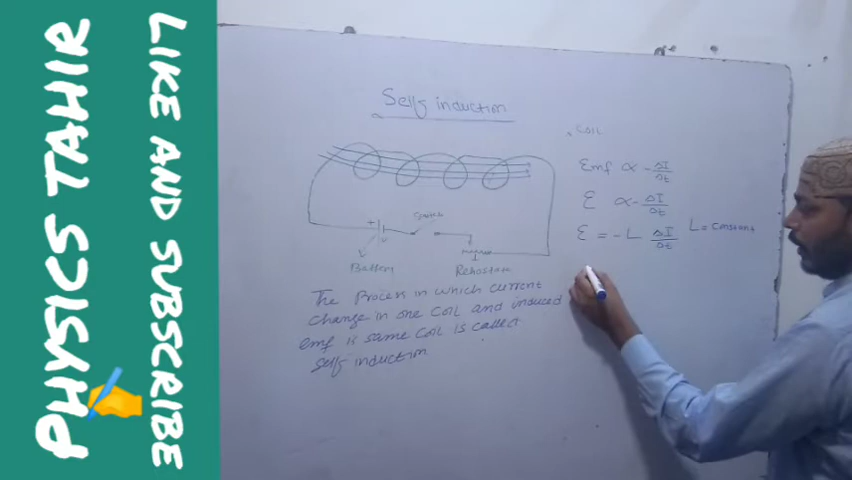 PHYSICS TAHIR
LIKE AND SUBSCRIBE
Self induction
+
Switch
Battery
Rehostate
The Process in which current
change in one coil and induced
emf is same coil is called
self induction
COIL
Emf ∝ - ΔI/Δt
Ɛ ∝ - ΔI/Δt
Ɛ = - L ΔI/Δt L = Constant